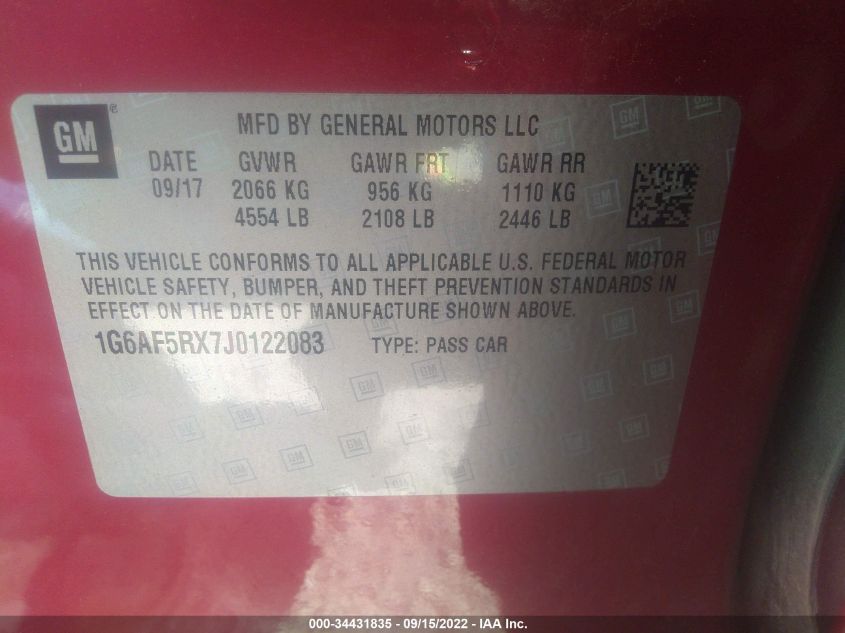 GM ®
MFD BY GENERAL MOTORS LLC
DATE GVWR GAWR FRT GAWR RR
09/17 2066 KG 956 KG 1110 KG
4554 LB 2108 LB 2446 LB
THIS VEHICLE CONFORMS TO ALL APPLICABLE U.S. FEDERAL MOTOR
VEHICLE SAFETY, BUMPER, AND THEFT PREVENTION STANDARDS IN
EFFECT ON THE DATE OF MANUFACTURE SHOWN ABOVE.
1G6AF5RX7J0122083 TYPE: PASS CAR
000-34431835 - 09/15/2022 - IAA Inc.